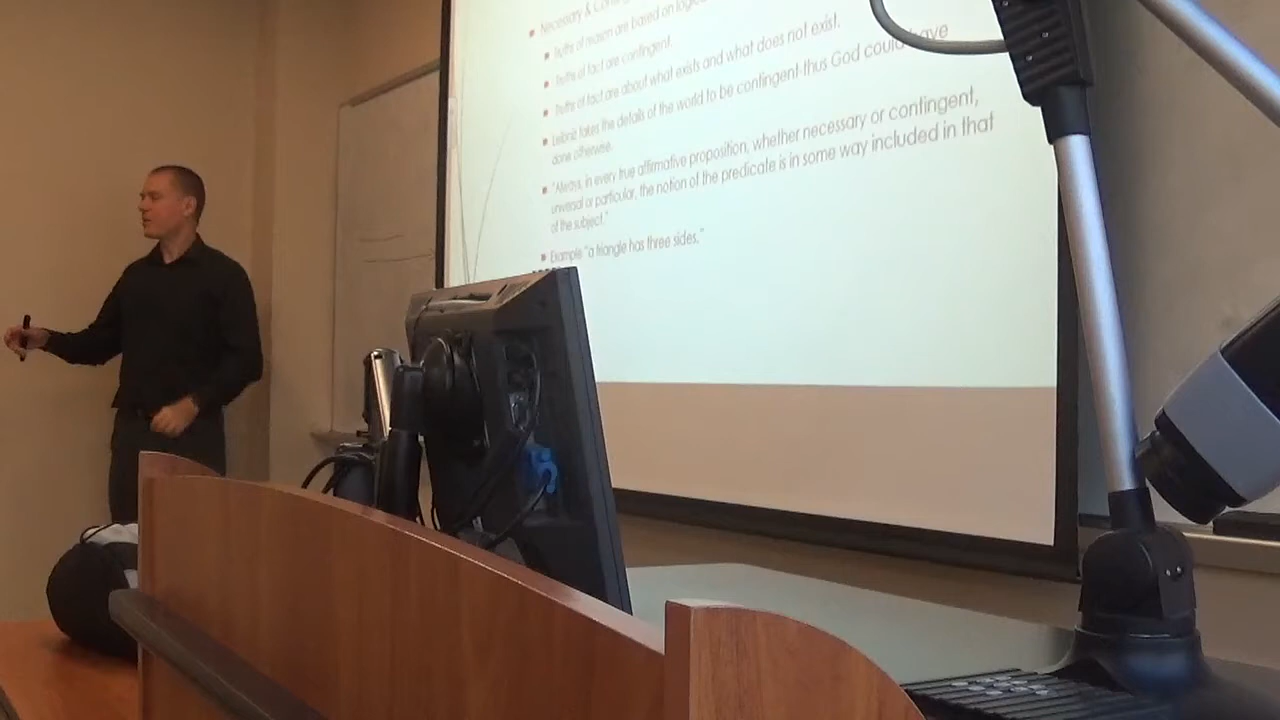 Necessary &
Truths of reason are based on logic
Truths of fact are contingent.
Truths of fact are about what exists and what does not exist.
Leibniz takes the details of the world to be contingent-thus God could have
done otherwise.
"Always, in every true affirmative proposition, whether necessary or contingent,
universal or particular, the notion of the predicate is in some way included in that
of the subject."
Example "a triangle has three sides."